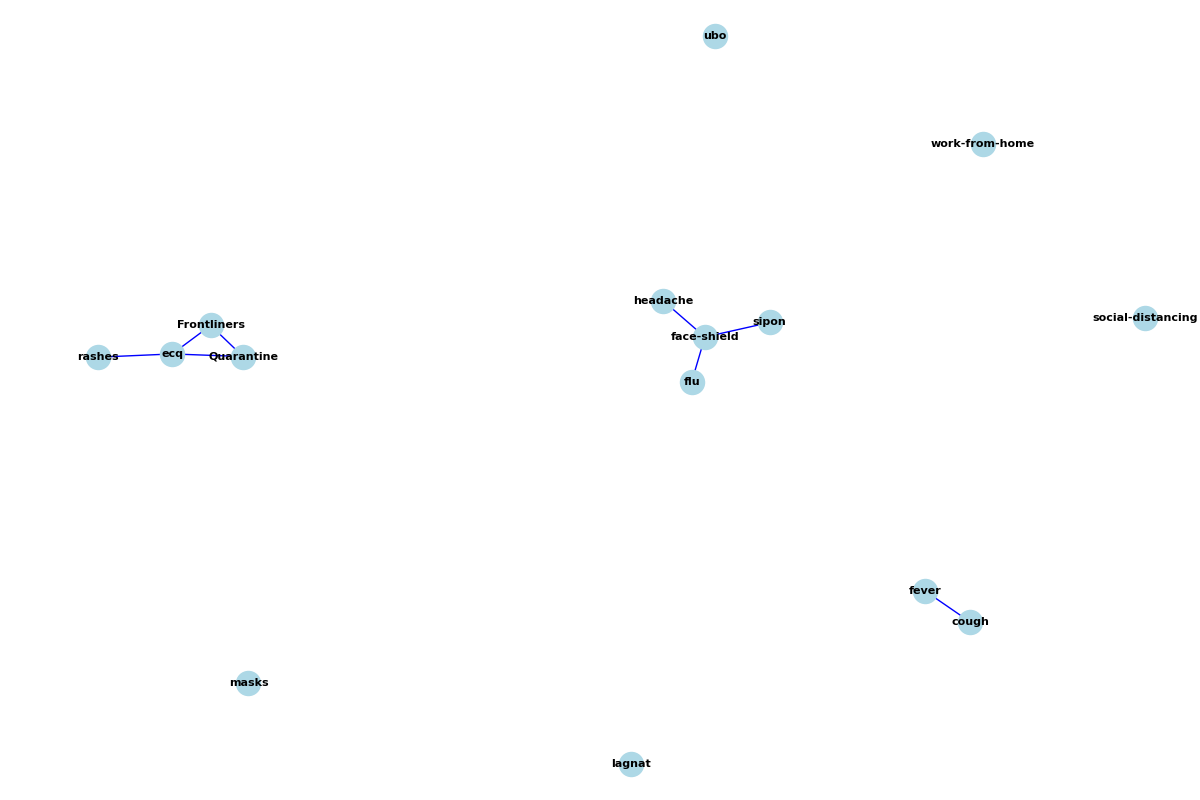 ubo
work-from-home
headache
social-distancing
sipon
Frontliners
face-shield
ecq
rashes
Quarantine
flu
fever
cough
masks
lagnat